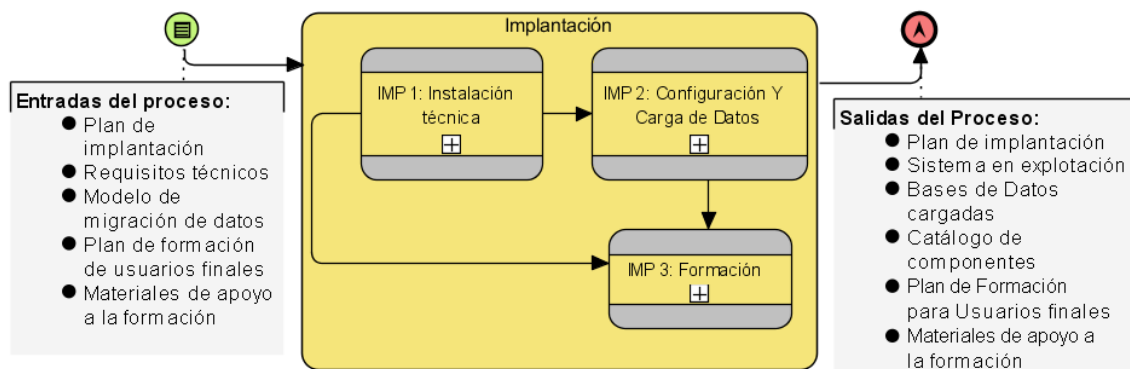 Implantación
Entradas del proceso:
● Plan de
implantación
● Requisitos técnicos
● Modelo de
migración de datos
● Plan de formación
de usuarios finales
● Materiales de apoyo
a la formación
IMP 1: Instalación
técnica
IMP 2: Configuración Y
Carga de Datos
IMP 3: Formación
Salidas del Proceso:
● Plan de implantación
● Sistema en explotación
● Bases de Datos
cargadas
● Catálogo de
componentes
● Plan de Formación
para Usuarios finales
● Materiales de apoyo a
la formación